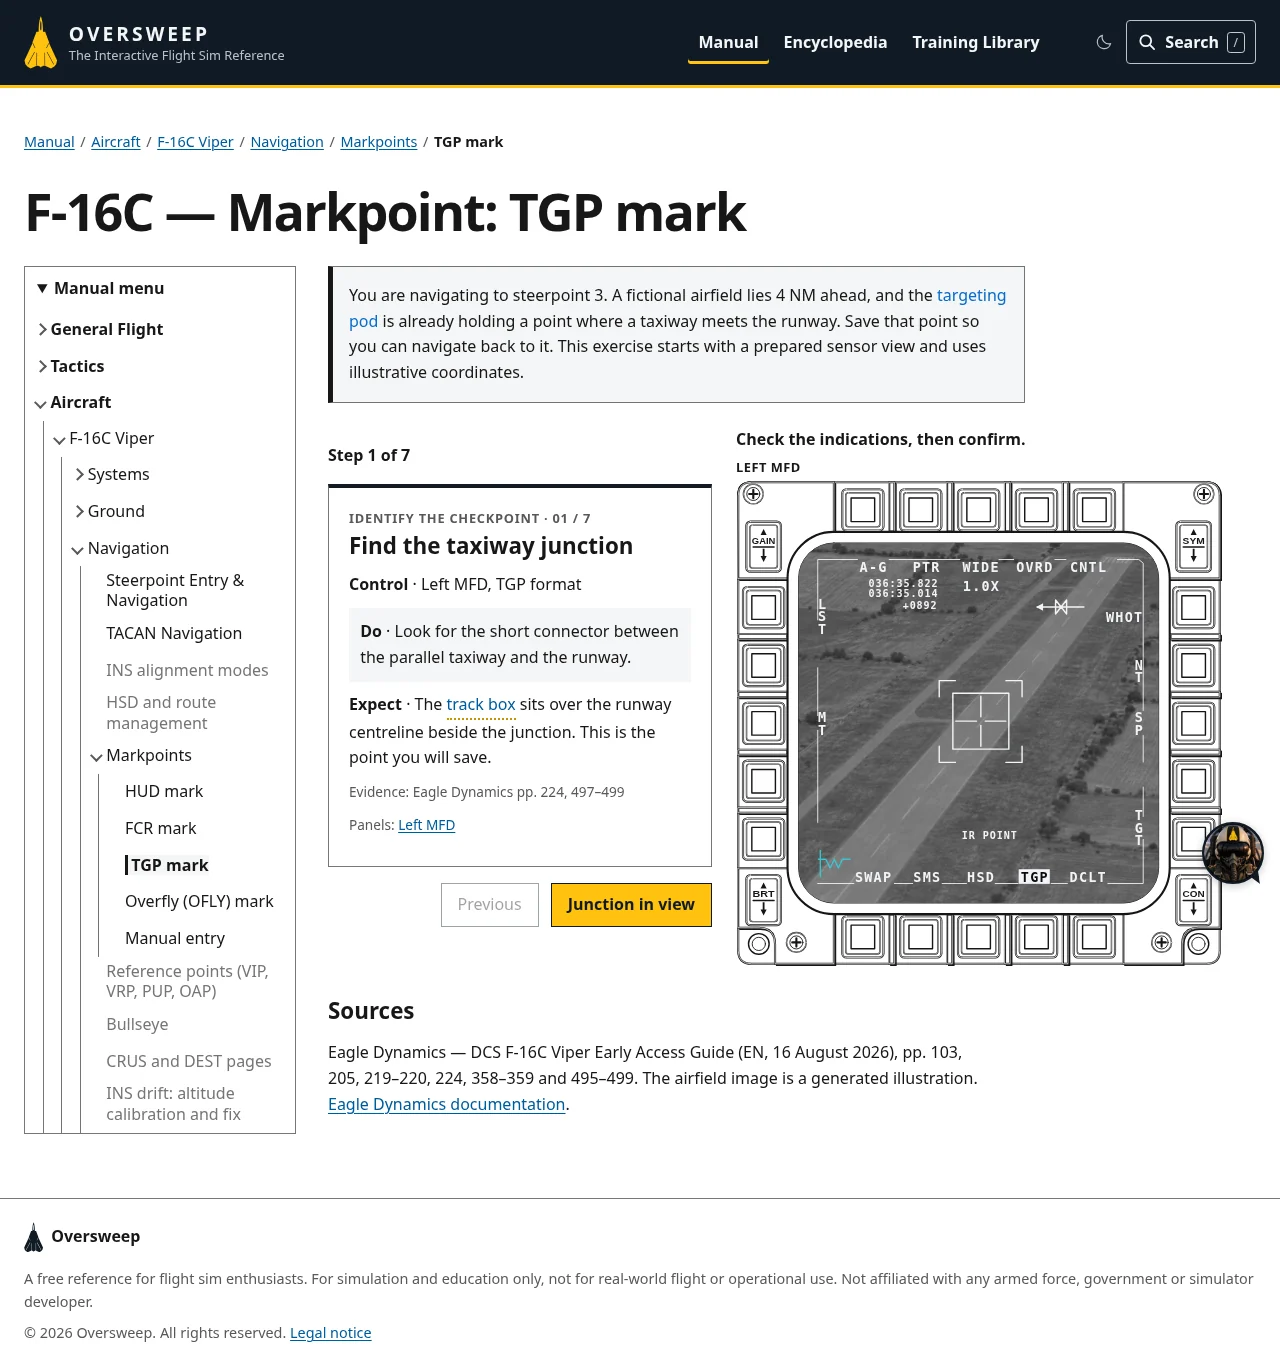 OVERSWEEP
The Interactive Flight Sim Reference
Manual
Encyclopedia
Training Library
Search /
Manual / Aircraft / F-16C Viper / Navigation / Markpoints / TGP mark
F-16C — Markpoint: TGP mark
Manual menu
General Flight
Tactics
Aircraft
F-16C Viper
Systems
Ground
Navigation
Steerpoint Entry &
Navigation
TACAN Navigation
INS alignment modes
HSD and route
management
Markpoints
HUD mark
FCR mark
TGP mark
Overfly (OFLY) mark
Manual entry
Reference points (VIP,
VRP, PUP, OAP)
Bullseye
CRUS and DEST pages
INS drift: altitude
calibration and fix
You are navigating to steerpoint 3. A fictional airfield lies 4 NM ahead, and the targeting
pod is already holding a point where a taxiway meets the runway. Save that point so
you can navigate back to it. This exercise starts with a prepared sensor view and uses
illustrative coordinates.
Step 1 of 7
IDENTIFY THE CHECKPOINT · 01 / 7
Find the taxiway junction
Control · Left MFD, TGP format
Do · Look for the short connector between
the parallel taxiway and the runway.
Expect · The track box sits over the runway
centreline beside the junction. This is the
point you will save.
Evidence: Eagle Dynamics pp. 224, 497–499
Panels: Left MFD
Previous
Junction in view
Check the indications, then confirm.
LEFT MFD
GAIN
SYM
A-G PTR WIDE OVRD CNTL
036:35.822
036:35.014
+0892
1.0X
LST
WHOT
NT
MT
SP
TGT
IR POINT
SWAP SMS HSD TGP DCLT
BRT
CON
Sources
Eagle Dynamics — DCS F-16C Viper Early Access Guide (EN, 16 August 2026), pp. 103,
205, 219–220, 224, 358–359 and 495–499. The airfield image is a generated illustration.
Eagle Dynamics documentation.
Oversweep
A free reference for flight sim enthusiasts. For simulation and education only, not for real-world flight or operational use. Not affiliated with any armed force, government or simulator
developer.
© 2026 Oversweep. All rights reserved. Legal notice